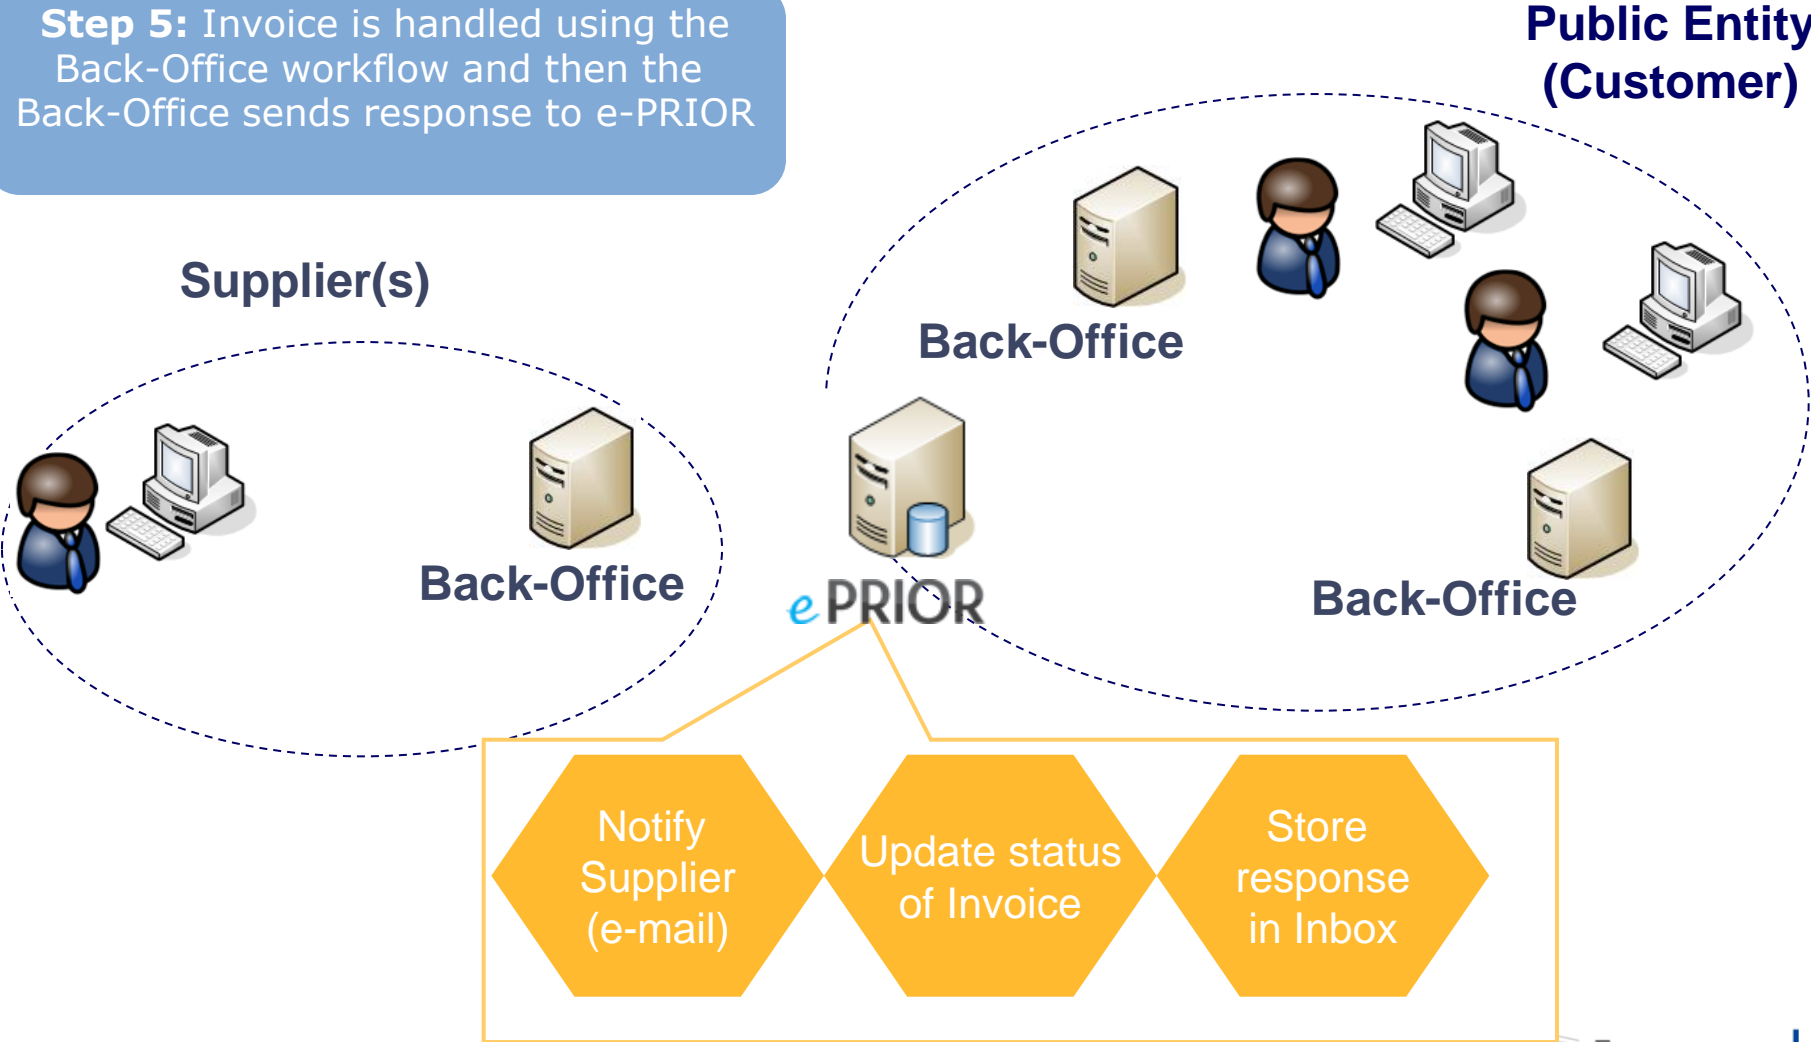 Step 5: Invoice is handled using the
Back-Office workflow and then the
Back-Office sends response to e-PRIOR
Public Entity
(Customer)
Supplier(s)
Back-Office
Back-Office
ePRIOR
Back-Office
Notify
Supplier
(e-mail)
Update status
of Invoice
Store
response
in Inbox